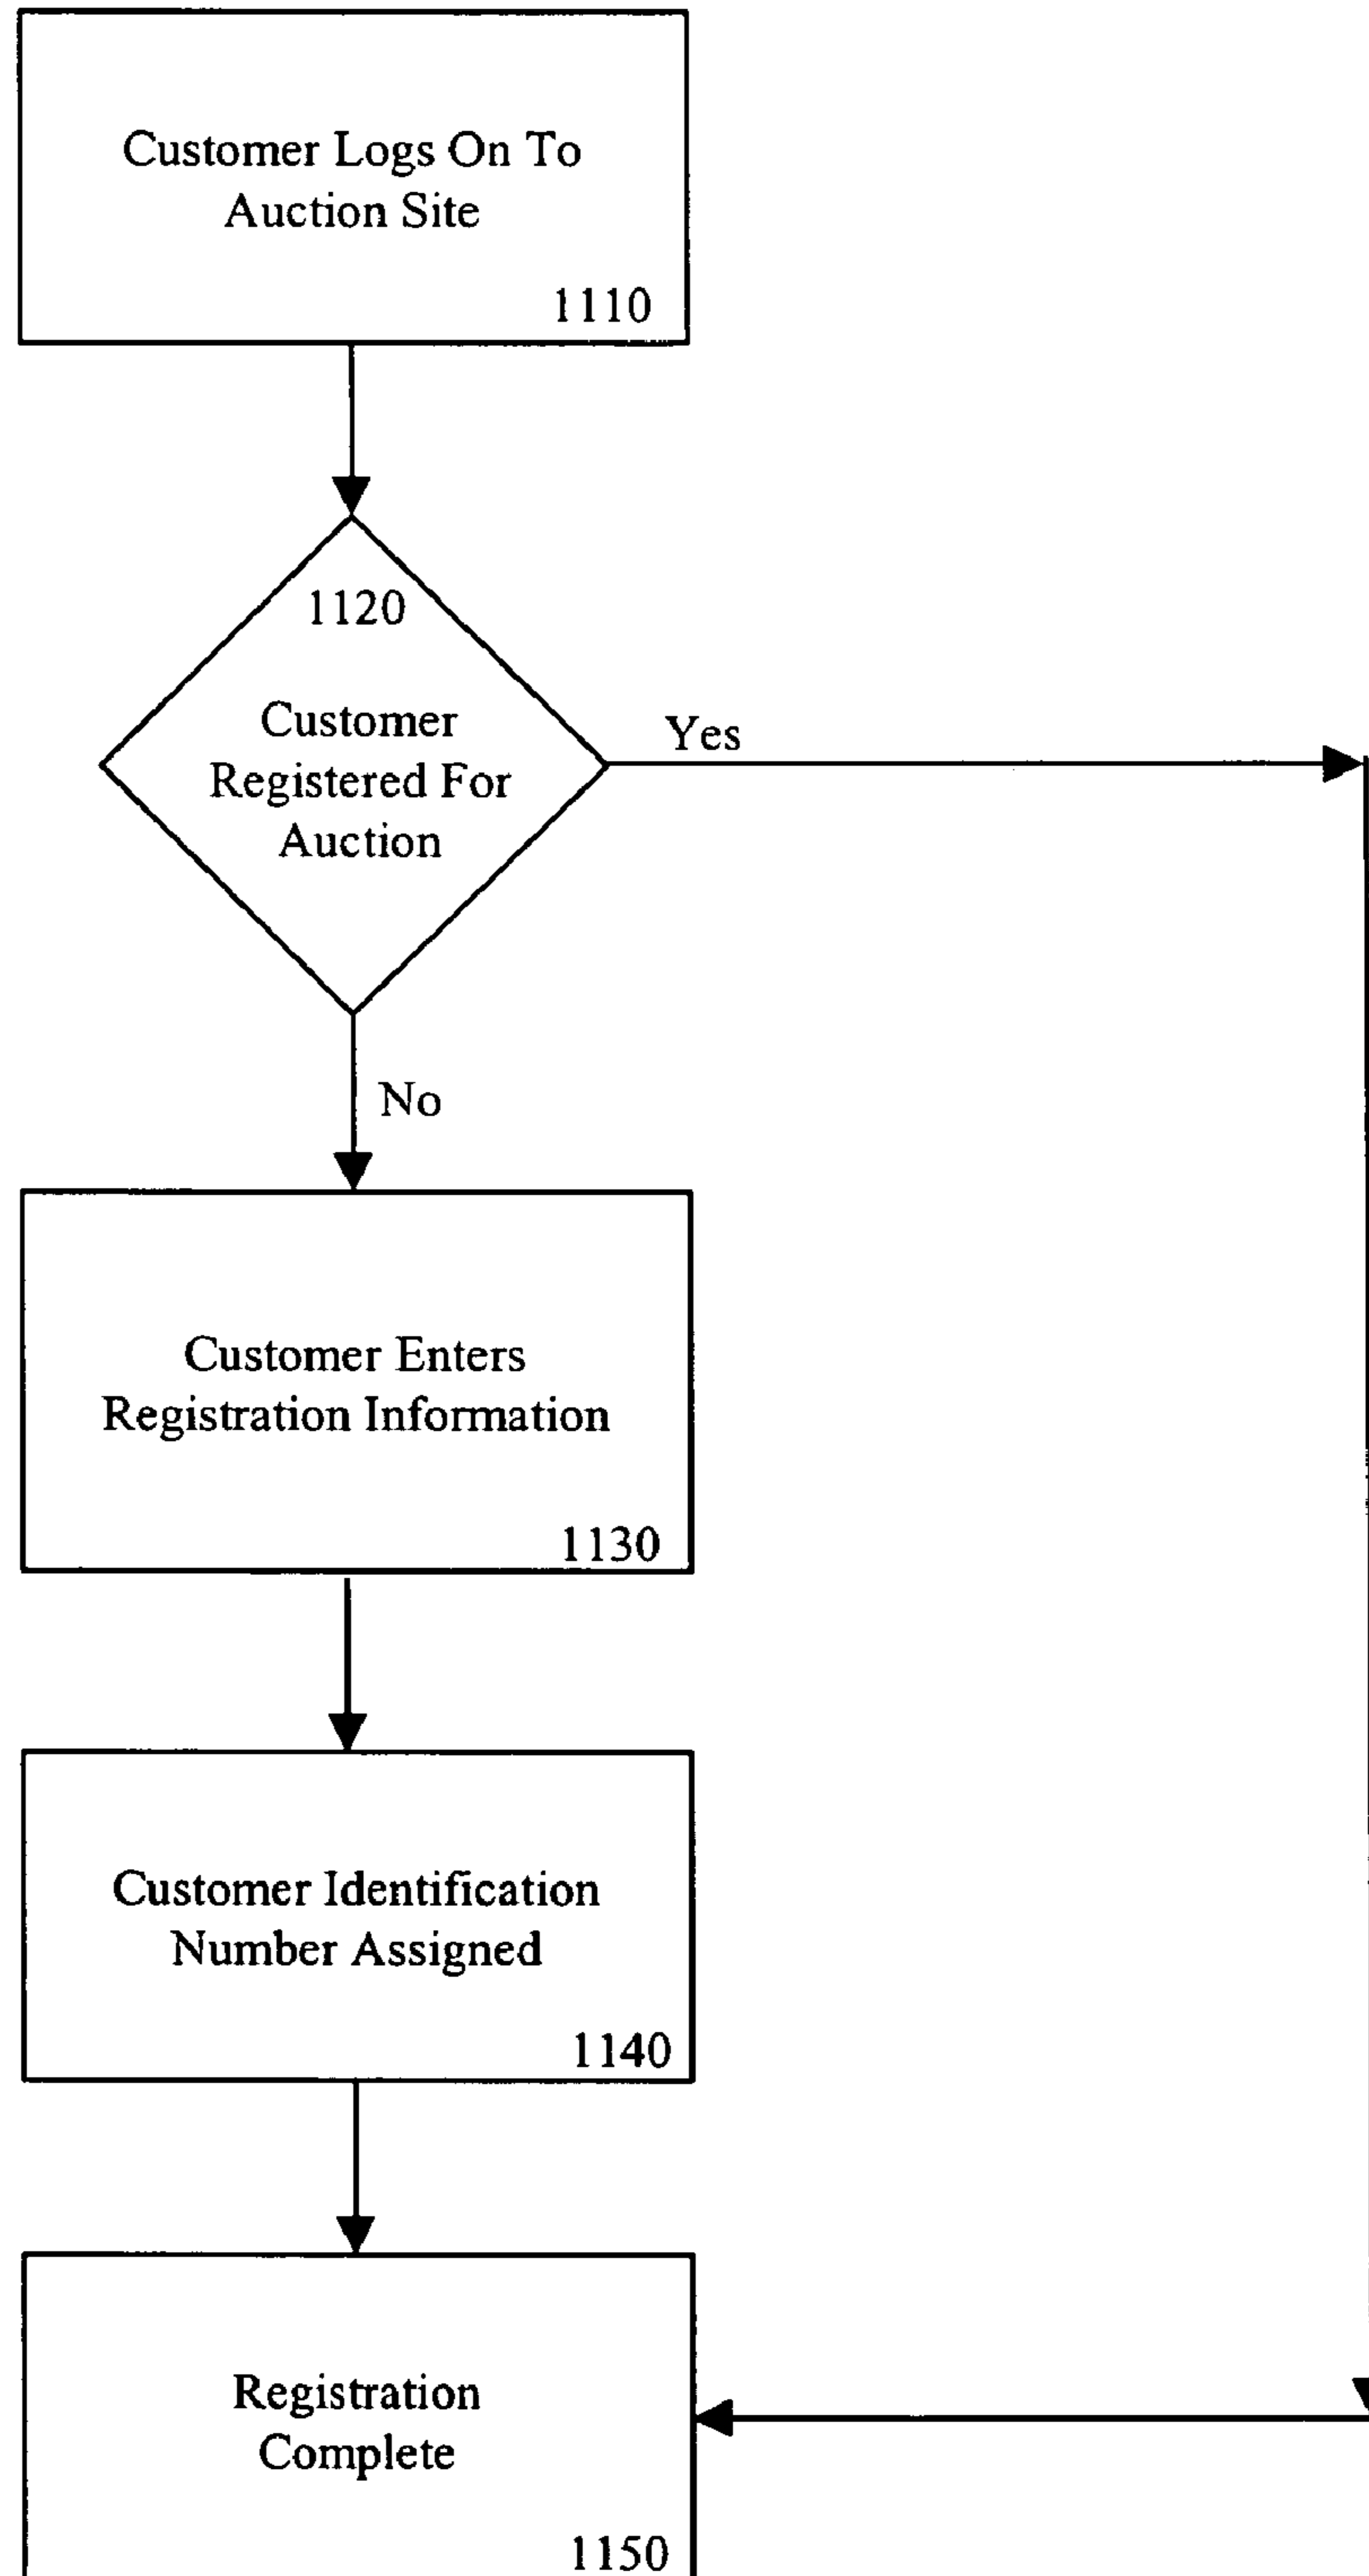 Customer Logs On To
Auction Site
1110
1120
Customer
Registered For
Auction
Yes
No
Customer Enters
Registration Information
1130
Customer Identification
Number Assigned
1140
Registration
Complete
1150